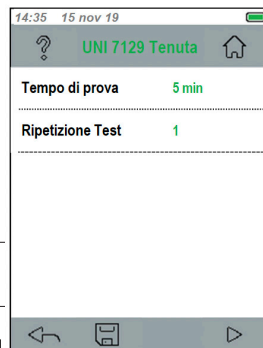 14:35 15 nov 19
UNI 7129 Tenuta
Tempo di prova 5 min
Ripetizione Test 1